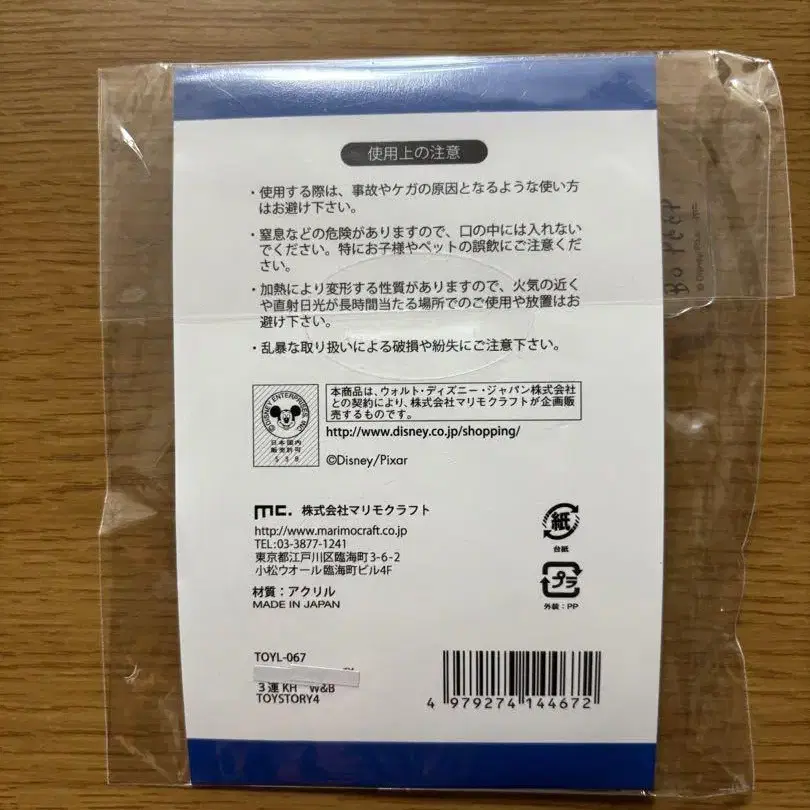 使用上の注意
・使用する際は、事故やケガの原因となるような使い方
はお避け下さい。
・窒息などの危険がありますので、口の中には入れない
でください。特にお子様やペットの誤飲にご注意くだ
さい。
・加熱により変形する性質がありますので、火気の近く
や直射日光が長時間当たる場所でのご使用や放置はお
避け下さい。
・乱暴な取り扱いによる破損や紛失にご注意下さい。
©DISNEY ENTERPRISES INC.
日本国内
販売許可
本商品は、ウォルト・ディズニー・ジャパン株式会社
との契約により、株式会社マリモクラフトが企画販
売するものです。
http://www.disney.co.jp/shopping/
©Disney/Pixar
mc. 株式会社マリモクラフト
http://www.marimocraft.co.jp
TEL:03-3877-1241
東京都江戸川区臨海町3-6-2
小松ウオール臨海町ビル4F
材質：アクリル
MADE IN JAPAN
紙
台紙
プラ
外装：PP
TOYL-067
3連KH W&B
TOYSTORY4
4 979274 144672
Bo Peep
© Disney/Pixar